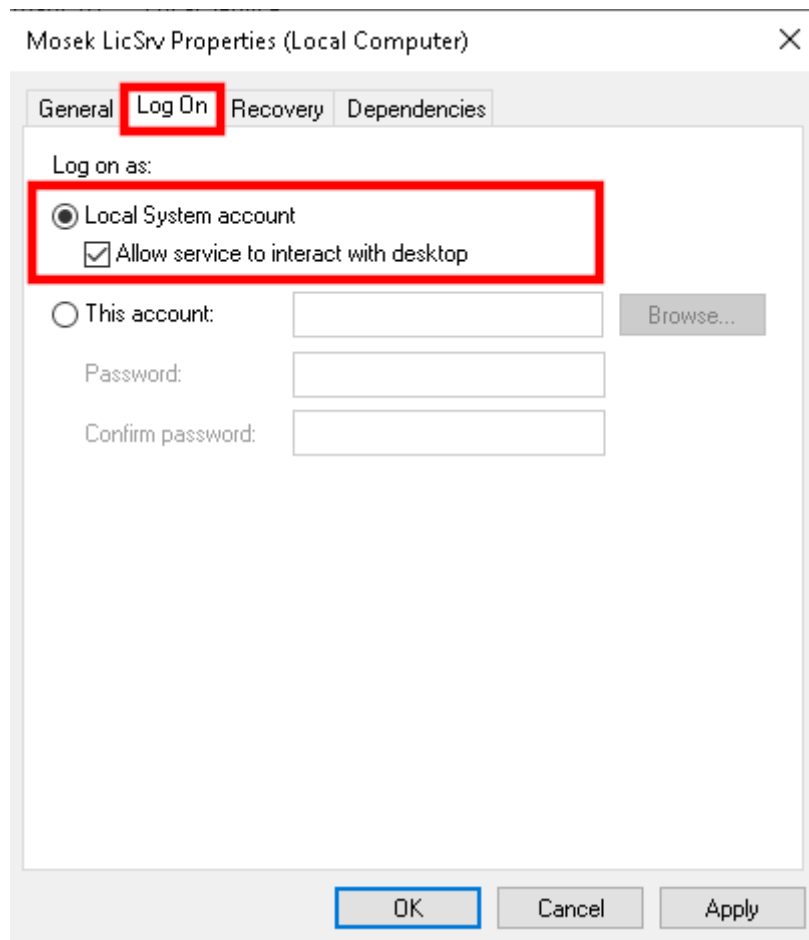 Mosek LicSrv Properties (Local Computer)
General Log On Recovery Dependencies
Log on as:
Local System account
Allow service to interact with desktop
This account:
Browse...
Password:
Confirm password:
OK Cancel Apply